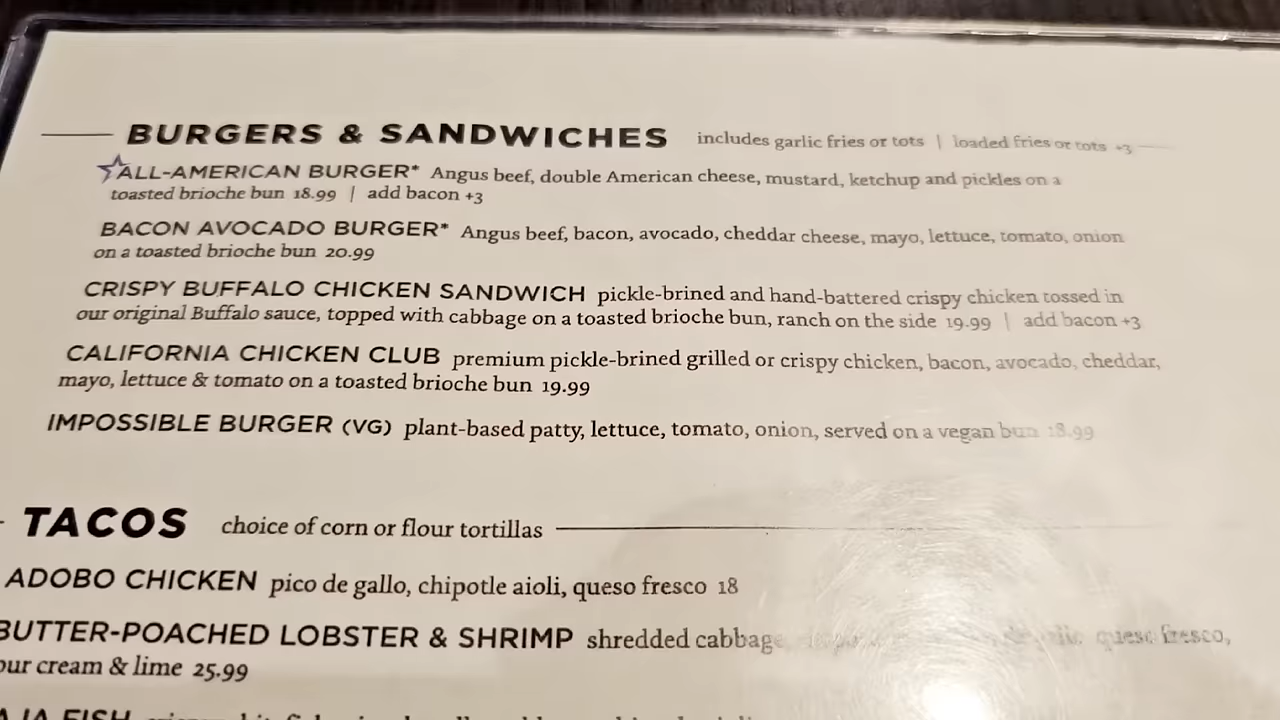 BURGERS & SANDWICHES includes garlic fries or tots | loaded fries or tots +3
ALL-AMERICAN BURGER* Angus beef, double American cheese, mustard, ketchup and pickles on a
toasted brioche bun 18.99 | add bacon +3
BACON AVOCADO BURGER* Angus beef, bacon, avocado, cheddar cheese, mayo, lettuce, tomato, onion
on a toasted brioche bun 20.99
CRISPY BUFFALO CHICKEN SANDWICH pickle-brined and hand-battered crispy chicken tossed in
our original Buffalo sauce, topped with cabbage on a toasted brioche bun, ranch on the side 19.99 | add bacon +3
CALIFORNIA CHICKEN CLUB premium pickle-brined grilled or crispy chicken, bacon, avocado, cheddar,
mayo, lettuce & tomato on a toasted brioche bun 19.99
IMPOSSIBLE BURGER (VG) plant-based patty, lettuce, tomato, onion, served on a vegan bun 18.99
TACOS choice of corn or flour tortillas
ADOBO CHICKEN pico de gallo, chipotle aioli, queso fresco 18
BUTTER-POACHED LOBSTER & SHRIMP shredded cabbage queso fresco,
our cream & lime 25.99
FISH